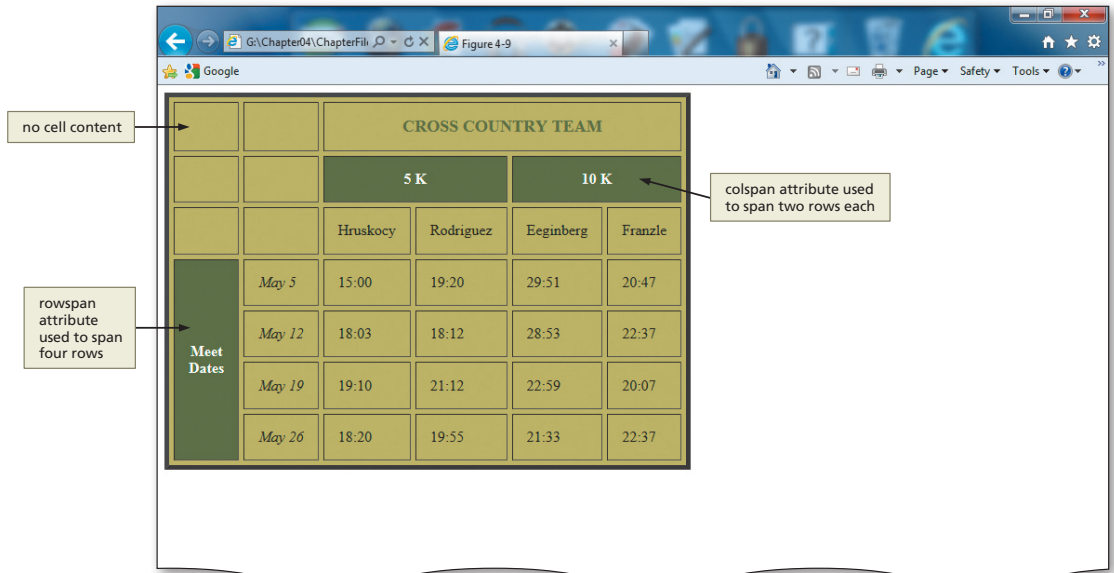 G:\Chapter04\ChapterFil
Figure 4-9
Google
Page Safety Tools
no cell content
CROSS COUNTRY TEAM
5 K 10 K
colspan attribute used
to span two rows each
Hruskocy Rodriguez Eeginberg Franzle
rowspan
attribute
used to span
four rows
Meet
Dates
May 5 15:00 19:20 29:51 20:47
May 12 18:03 18:12 28:53 22:37
May 19 19:10 21:12 22:59 20:07
May 26 18:20 19:55 21:33 22:37